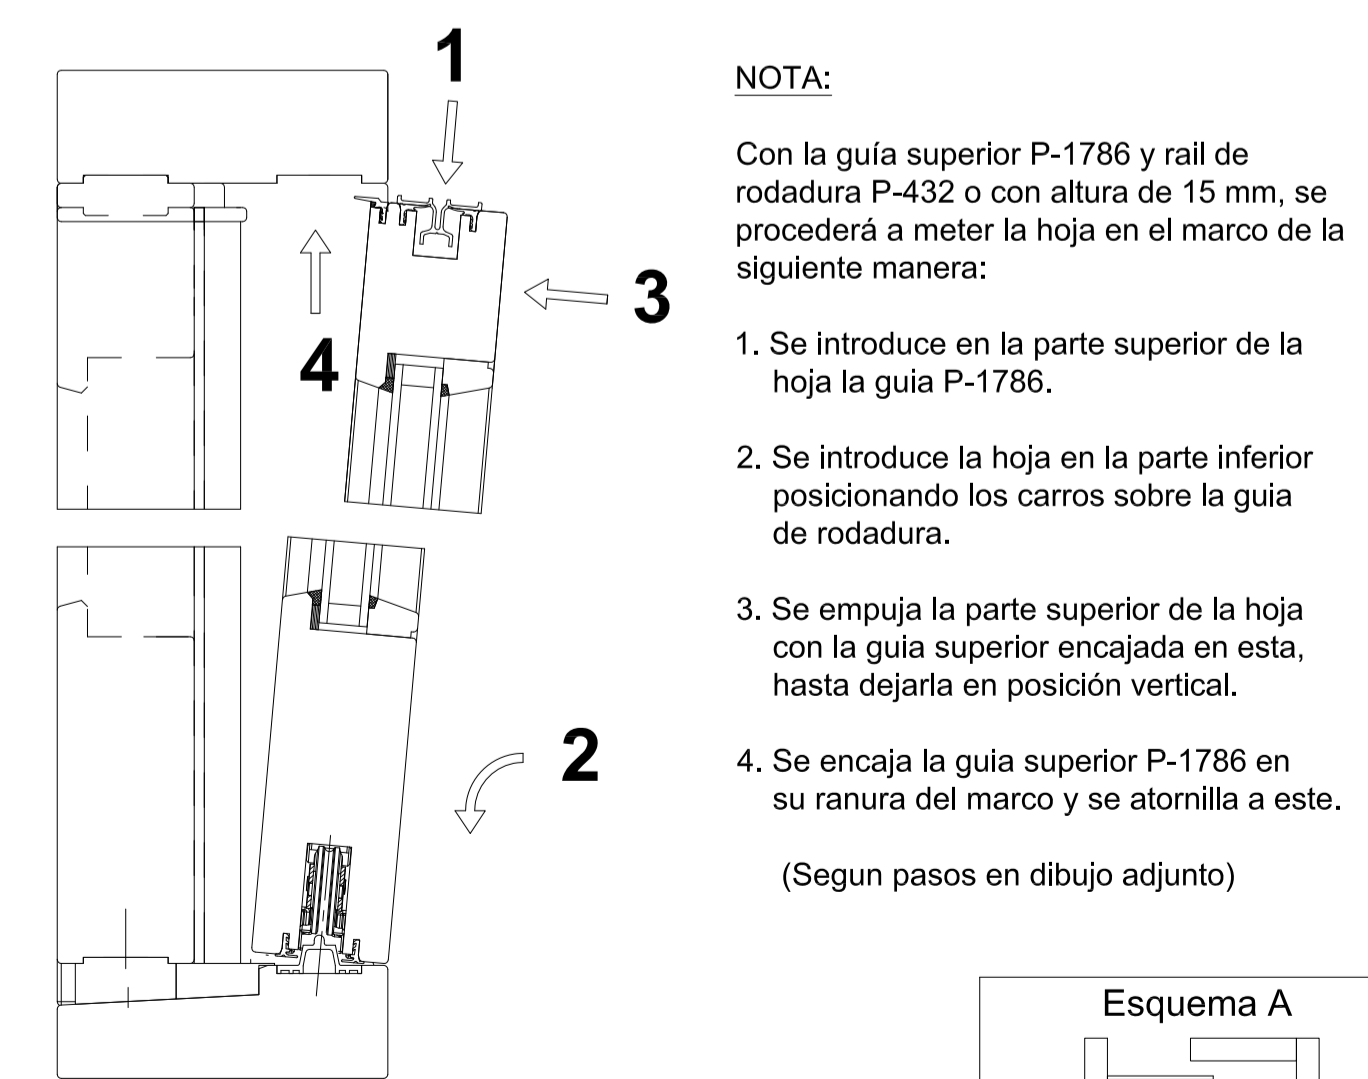 1
3
4
2
NOTA:
Con la guía superior P-1786 y rail de
rodadura P-432 o con altura de 15 mm, se
procederá a meter la hoja en el marco de la
siguiente manera:
1. Se introduce en la parte superior de la
hoja la guia P-1786.
2. Se introduce la hoja en la parte inferior
posicionando los carros sobre la guia
de rodadura.
3. Se empuja la parte superior de la hoja
con la guia superior encajada en esta,
hasta dejarla en posición vertical.
4. Se encaja la guia superior P-1786 en
su ranura del marco y se atornilla a este.
(Segun pasos en dibujo adjunto)
Esquema A